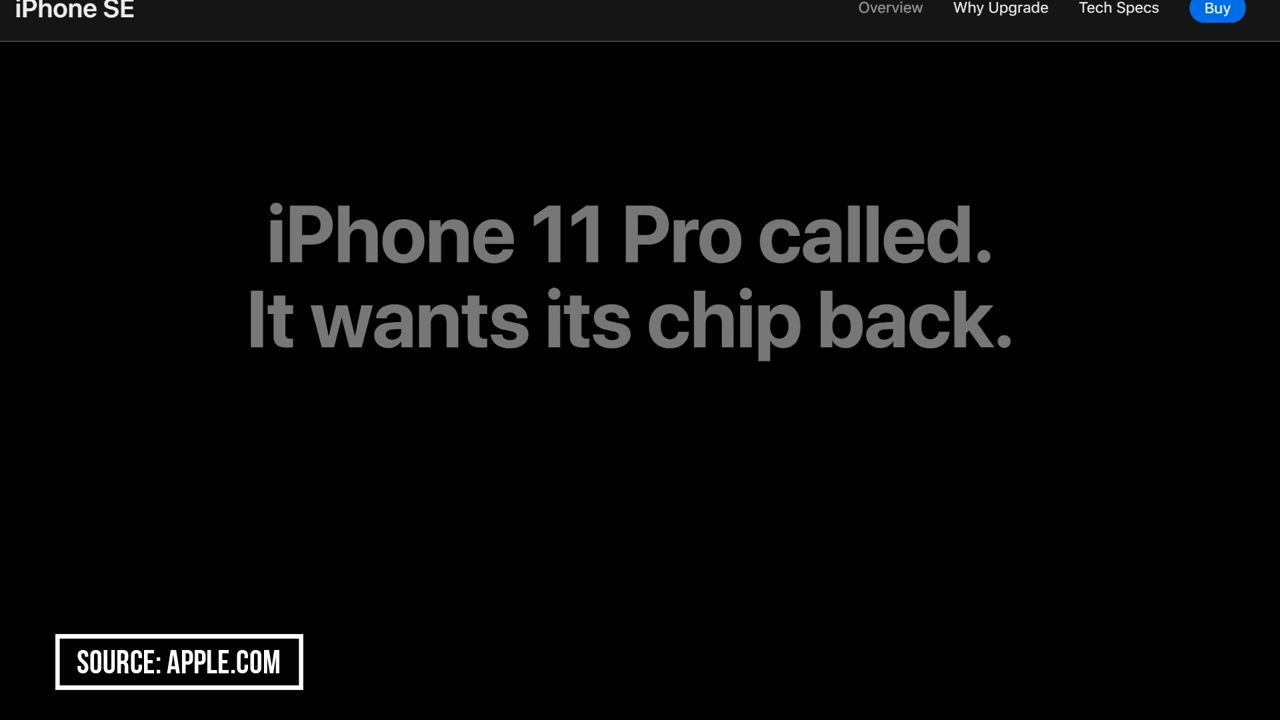 iPhone SE
Overview
Why Upgrade
Tech Specs
Buy
iPhone 11 Pro called.
It wants its chip back.
SOURCE: APPLE.COM